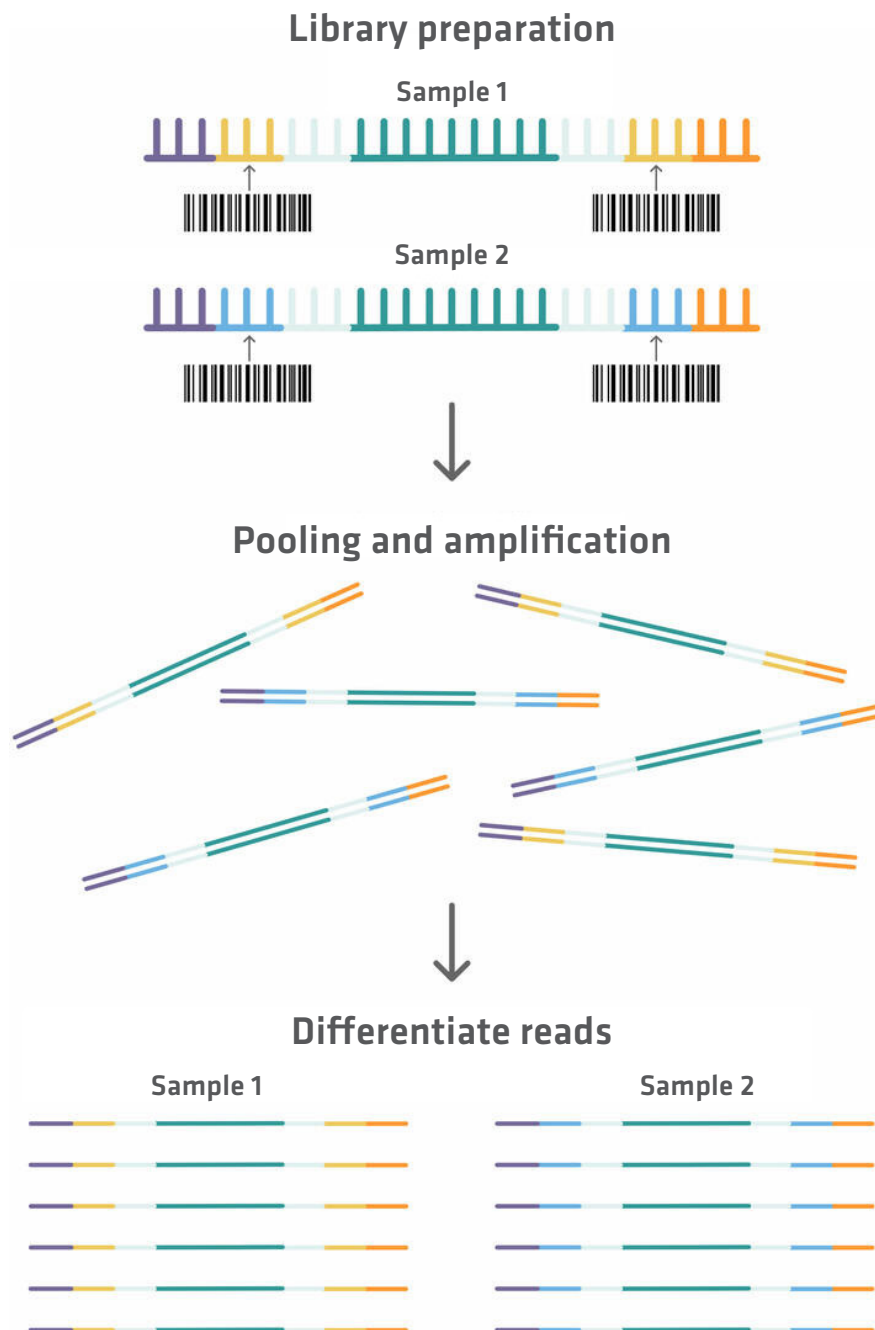 Library preparation
Sample 1
Sample 2
Pooling and amplification
Differentiate reads
Sample 1
Sample 2